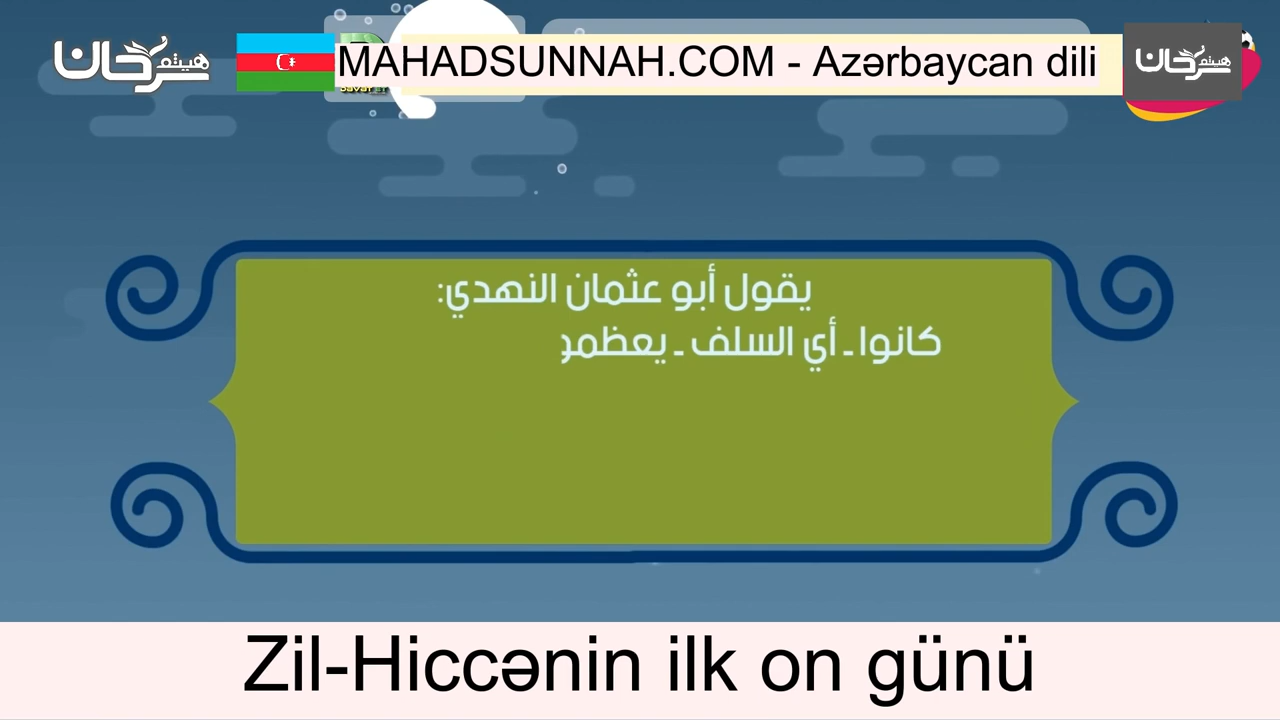 هيثم سرحان
MAHADSUNNAH.COM - Azərbaycan dili
هيثم سرحان
يقول أبو عثمان النهدي:
كانوا ـ أي السلف ـ يعظمو
Zil-Hiccənin ilk on günü